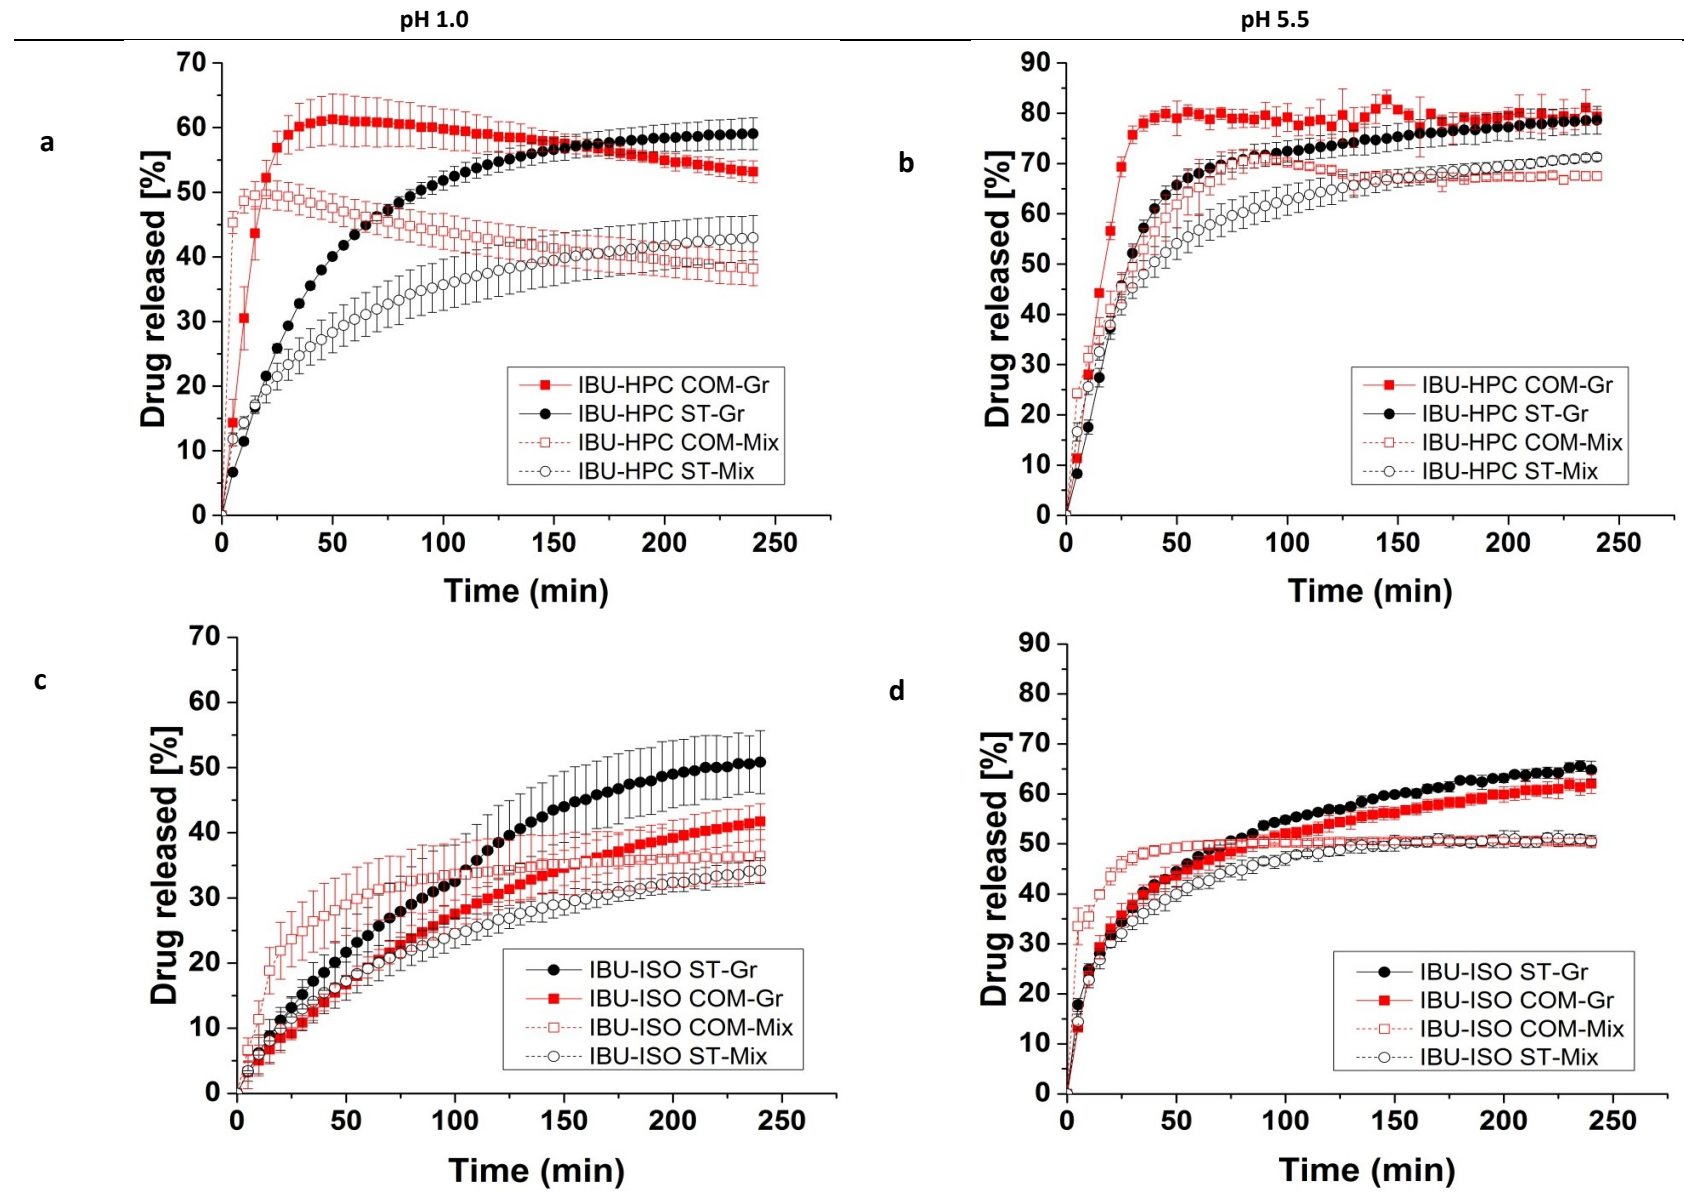 pH 1.0
pH 5.5
a
70
60
50
40
30
20
10
0
Drug released [%]
IBU-HPC COM-Gr
IBU-HPC ST-Gr
IBU-HPC COM-Mix
IBU-HPC ST-Mix
0 50 100 150 200 250
Time (min)
b
90
80
70
60
50
40
30
20
10
0
Drug released [%]
IBU-HPC COM-Gr
IBU-HPC ST-Gr
IBU-HPC COM-Mix
IBU-HPC ST-Mix
0 50 100 150 200 250
Time (min)
c
70
60
50
40
30
20
10
0
Drug released [%]
IBU-ISO ST-Gr
IBU-ISO COM-Gr
IBU-ISO COM-Mix
IBU-ISO ST-Mix
0 50 100 150 200 250
Time (min)
d
90
80
70
60
50
40
30
20
10
0
Drug released [%]
IBU-ISO ST-Gr
IBU-ISO COM-Gr
IBU-ISO COM-Mix
IBU-ISO ST-Mix
0 50 100 150 200 250
Time (min)